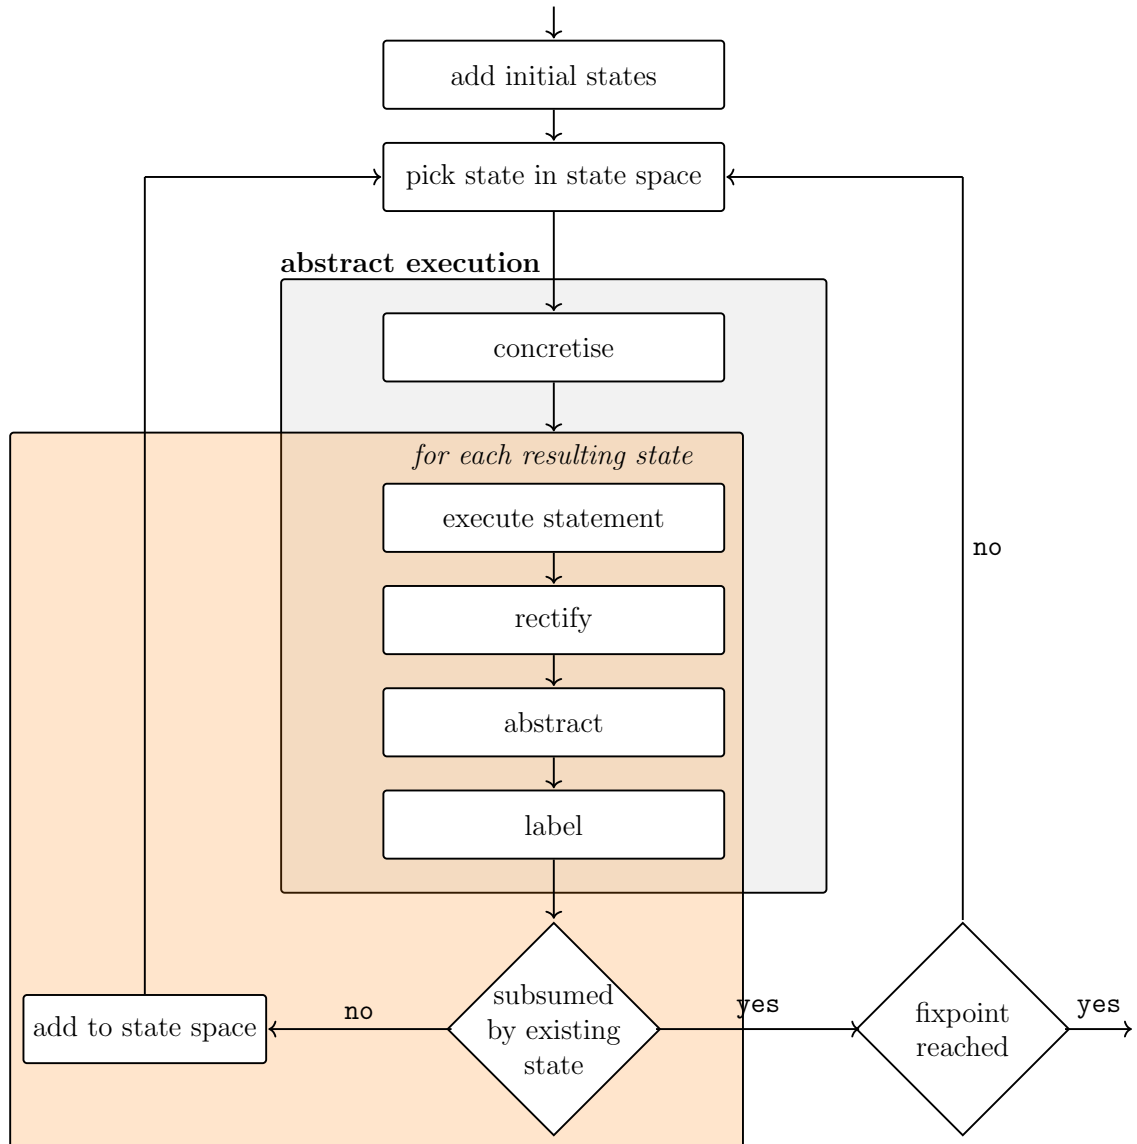 add initial states
pick state in state space
abstract execution
concretise
for each resulting state
execute statement
rectify
no
abstract
label
add to state space
no
subsumed
by existing
state
yes
fixpoint
reached
yes